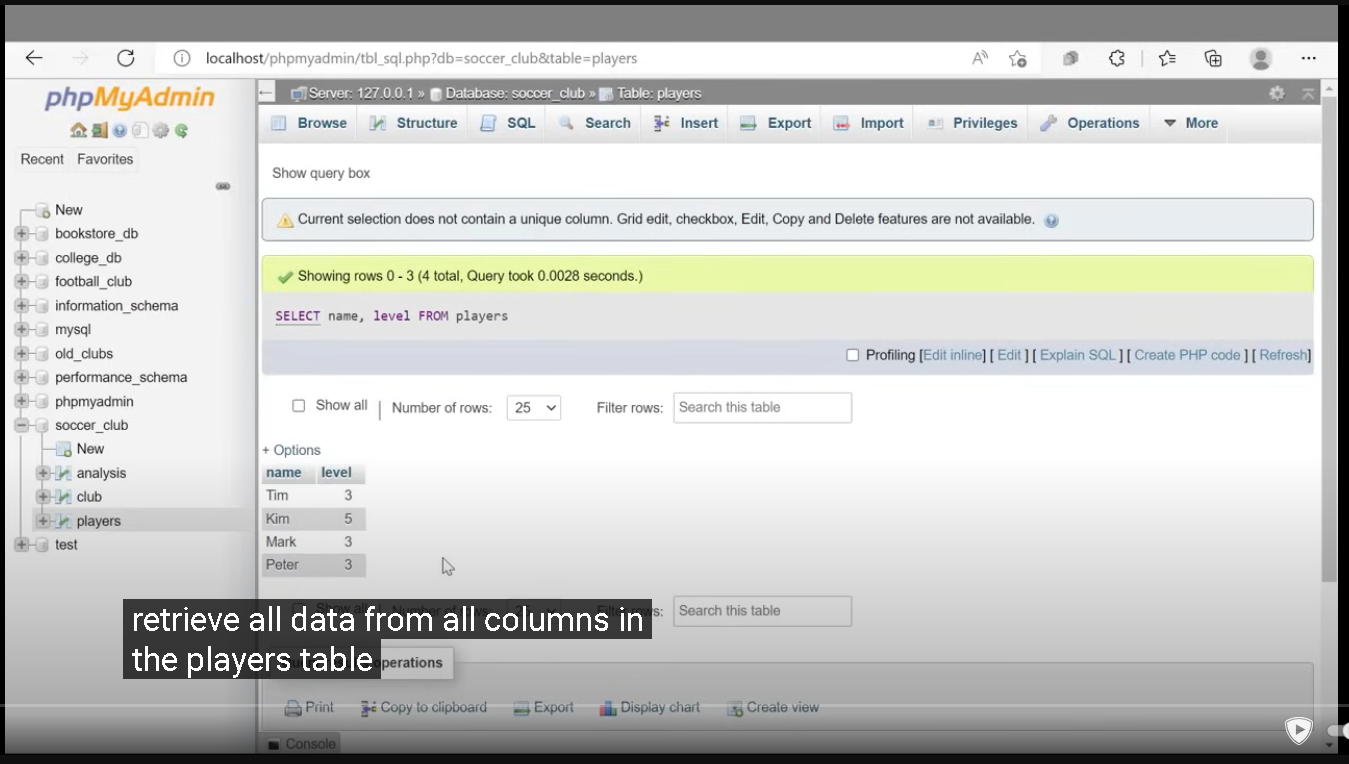 localhost/phpmyadmin/tbl_sql.php?db=soccer_club&table=players
phpMyAdmin
Recent Favorites
New
bookstore_db
college_db
football_club
information_schema
mysql
old_clubs
performance_schema
phpmyadmin
soccer_club
New
analysis
club
players
test
Server: 127.0.0.1 » Database: soccer_club » Table: players
Browse Structure SQL Search Insert Export Import Privileges Operations More
Show query box
Current selection does not contain a unique column. Grid edit, checkbox, Edit, Copy and Delete features are not available.
Showing rows 0 - 3 (4 total, Query took 0.0028 seconds.)
SELECT name, level FROM players
Profiling [Edit inline] [ Edit ] [ Explain SQL ] [ Create PHP code ] [ Refresh]
Show all | Number of rows: 25 Filter rows: Search this table
+ Options
name level
Tim 3
Kim 5
Mark 3
Peter 3
Search this table
retrieve all data from all columns in
the players table
operations
Print Copy to clipboard Export Display chart Create view
Console